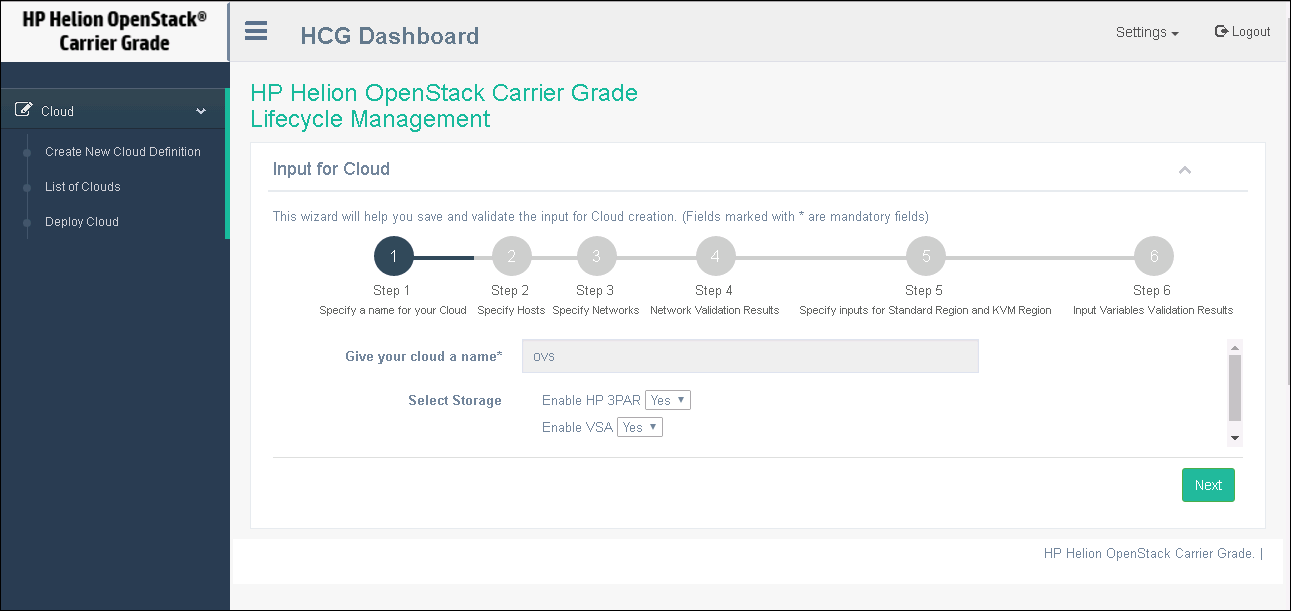 HP Helion OpenStack®
Carrier Grade
HCG Dashboard
Settings
Logout
Cloud
Create New Cloud Definition
List of Clouds
Deploy Cloud
HP Helion OpenStack Carrier Grade
Lifecycle Management
Input for Cloud
This wizard will help you save and validate the input for Cloud creation. (Fields marked with * are mandatory fields)
1 2 3 4 5 6
Step 1 Step 2 Step 3 Step 4 Step 5 Step 6
Specify a name for your Cloud Specify Hosts Specify Networks Network Validation Results Specify inputs for Standard Region and KVM Region Input Variables Validation Results
Give your cloud a name* ovs
Select Storage Enable HP 3PAR Yes
Enable VSA Yes
Next
HP Helion OpenStack Carrier Grade. |